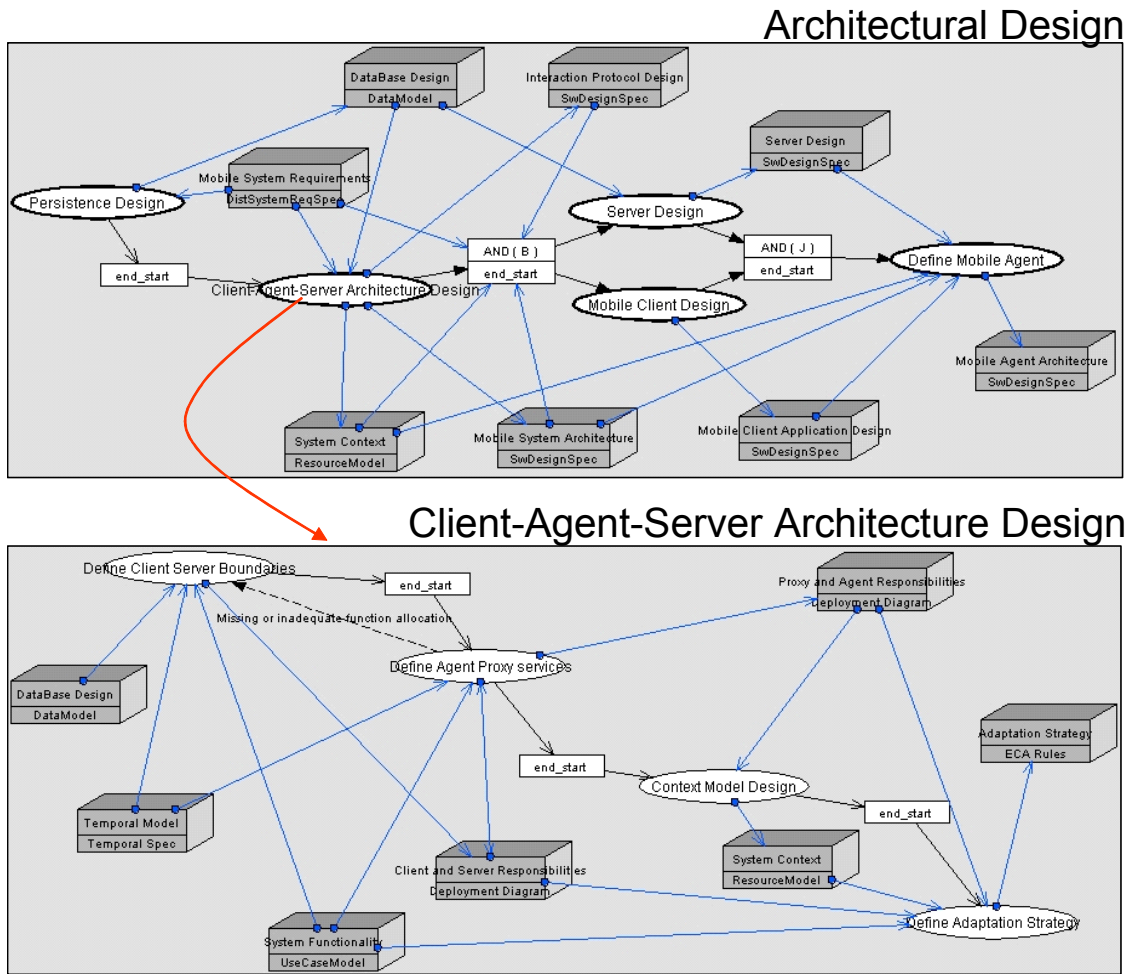 Architectural Design
DataBase Design
DataModel
Interaction Protocol Design
SwDesignSpec
Server Design
SwDesignSpec
Mobile System Requirements
DistSystemReqSpec
Persistence Design
Server Design
end_start
AND ( B )
end_start
AND ( J )
end_start
Define Mobile Agent
Client-Agent-Server Architecture Design
Mobile Client Design
Mobile Agent Architecture
SwDesignSpec
System Context
ResourceModel
Mobile System Architecture
SwDesignSpec
Mobile Client Application Design
SwDesignSpec
Client-Agent-Server Architecture Design
Define Client Server Boundaries
end_start
Proxy and Agent Responsibilities
Deployment Diagram
Missing or inadequate function allocation
Define Agent Proxy services
DataBase Design
DataModel
Adaptation Strategy
ECA Rules
end_start
Context Model Design
end_start
Temporal Model
Temporal Spec
Client and Server Responsibilities
Deployment Diagram
System Context
ResourceModel
Define Adaptation Strategy
System Functionality
UseCaseModel